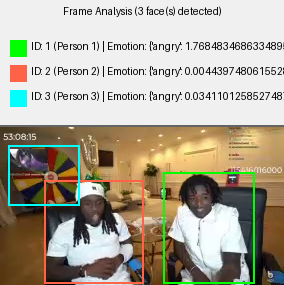 Frame Analysis (3 face(s) detected)
ID: 1 (Person 1) | Emotion: {'angry': 1.76848346863348
ID: 2 (Person 2) | Emotion: {'angry': 0.0044397480615528
ID: 3 (Person 3) | Emotion: {'angry': 0.0341101258527487
53:08:15